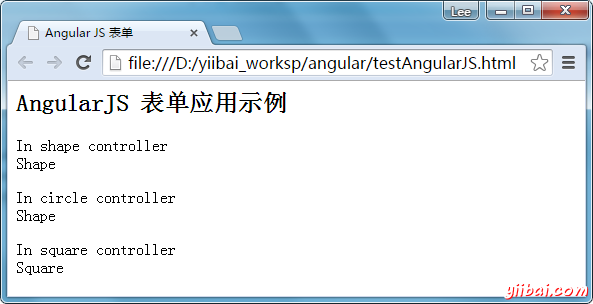 Lee
Angular JS 表单
file:///D:/yiibai_worksp/angular/testAngularJS.html
AngularJS 表单应用示例
In shape controller
Shape
In circle controller
Shape
In square controller
Square
yiibai.com